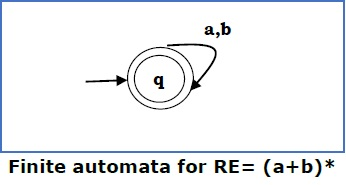 a,b
q
Finite automata for RE= (a+b)*